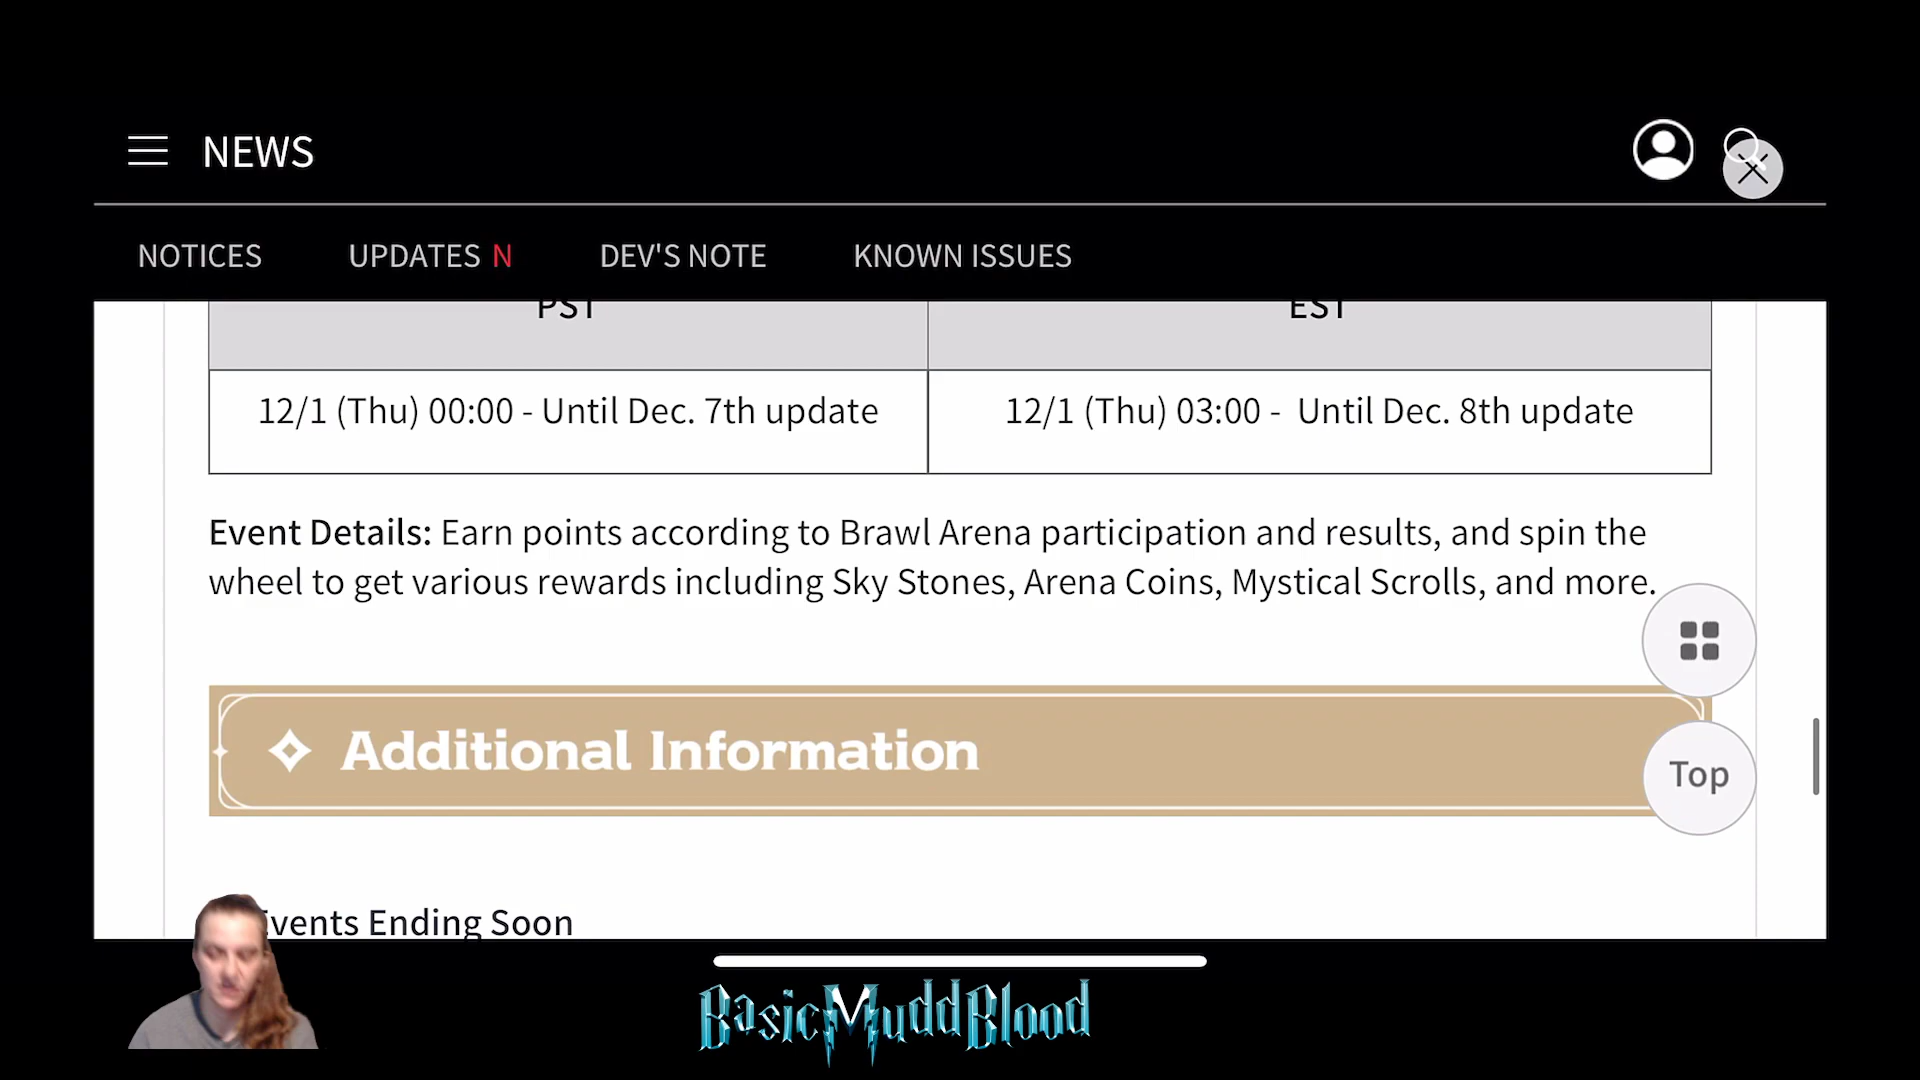 NEWS
NOTICES UPDATES N DEV'S NOTE KNOWN ISSUES
PST EST
12/1 (Thu) 00:00 - Until Dec. 7th update 12/1 (Thu) 03:00 - Until Dec. 8th update
Event Details: Earn points according to Brawl Arena participation and results, and spin the
wheel to get various rewards including Sky Stones, Arena Coins, Mystical Scrolls, and more.
Additional Information
Top
Events Ending Soon
BasicMuddBlood